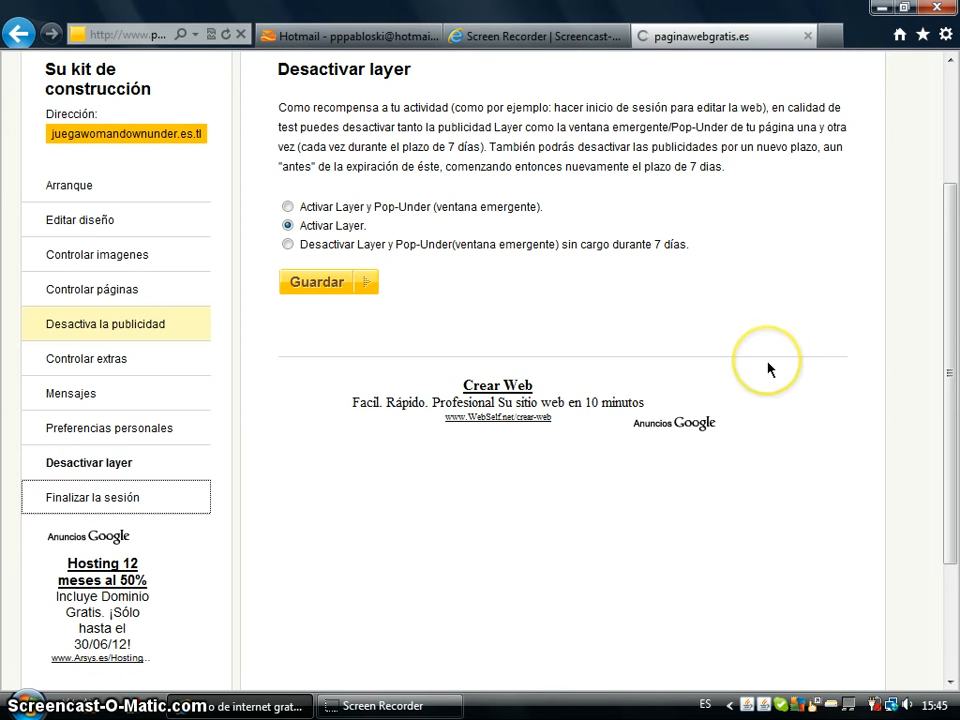 http://www.p...
Hotmail - pppabloski@hotmai...
Screen Recorder | Screencast-...
paginawebgratis.es
Su kit de
construcción
Dirección:
juegawomandownunder.es.tl
Arranque
Editar diseño
Controlar imagenes
Controlar páginas
Desactiva la publicidad
Controlar extras
Mensajes
Preferencias personales
Desactivar layer
Finalizar la sesión
Anuncios Google
Hosting 12
meses al 50%
Incluye Dominio
Gratis. ¡Sólo
hasta el
30/06/12!
www.Arsys.es/Hosting...
Desactivar layer
Como recompensa a tu actividad (como por ejemplo: hacer inicio de sesión para editar la web), en calidad de
test puedes desactivar tanto la publicidad Layer como la ventana emergente/Pop-Under de tu página una y otra
vez (cada vez durante el plazo de 7 días). También podrás desactivar las publicidades por un nuevo plazo, aun
"antes" de la expiración de éste, comenzando entonces nuevamente el plazo de 7 dias.
Activar Layer y Pop-Under (ventana emergente).
Activar Layer.
Desactivar Layer y Pop-Under(ventana emergente) sin cargo durante 7 días.
Guardar
Crear Web
Facil. Rápido. Profesional Su sitio web en 10 minutos
www.WebSelf.net/crear-web
Anuncios Google
Screencast-O-Matic.com
o de internet grat...
Screen Recorder
ES
15:45